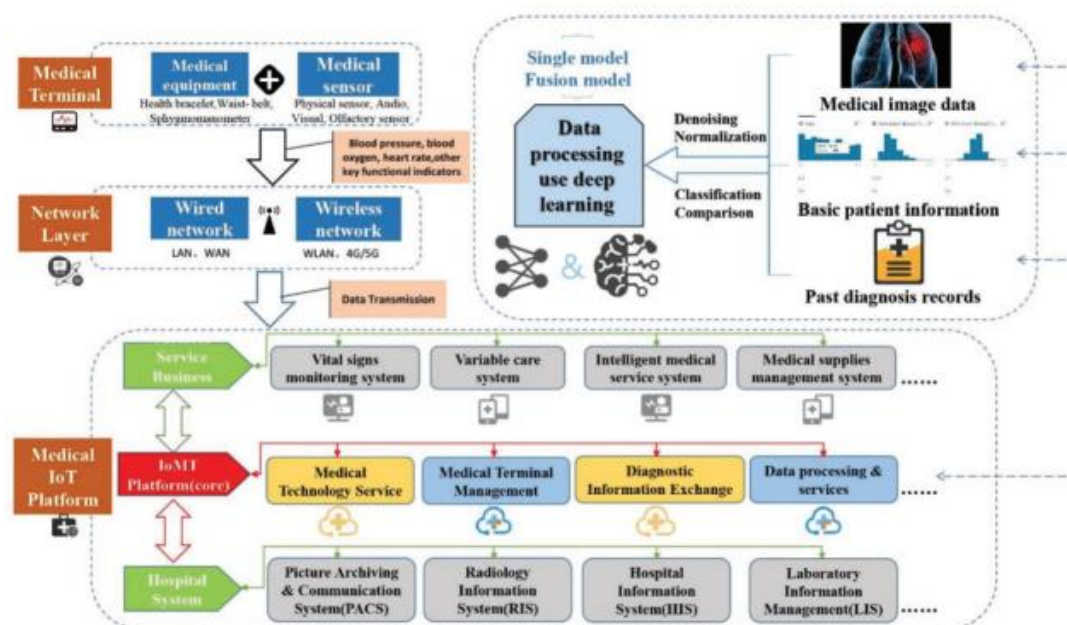 Medical
Terminal
Medical
equipment
Medical
sensor
Health bracelet,Waist- belt,
Sphyamomanometer
Physical sensor, Andio,
Visual, Olfactory sensor
Blood pressure, blood
oxygen, heart rate,other
key functional indicators
Network
Layer
Wired
network
Wireless
network
LAN、WAN
WLAN、4G/5G
Data Transmission
Single model
Fusion model
Data
processing
use deep
learning
&
Denoising
Normalization
Classification
Comparison
Medical image data
Basic patient information
Past diagnosis records
Medical
IoT
Platform
Service
Business
Vital signs
monitoring system
Variable care
system
Intelligent medical
service system
Medical supplies
management system
......
IoMT
Platform(core)
Medical
Technology Service
Medical Terminal
Management
Diagnostic
Information Exchange
Data processing &
services
......
Hospital
System
Picture Archiving
& Communication
System(PACS)
Radiology
Information
System(RIS)
Hospital
Information
System(HIS)
Laboratory
Information
Management(LIS)
......